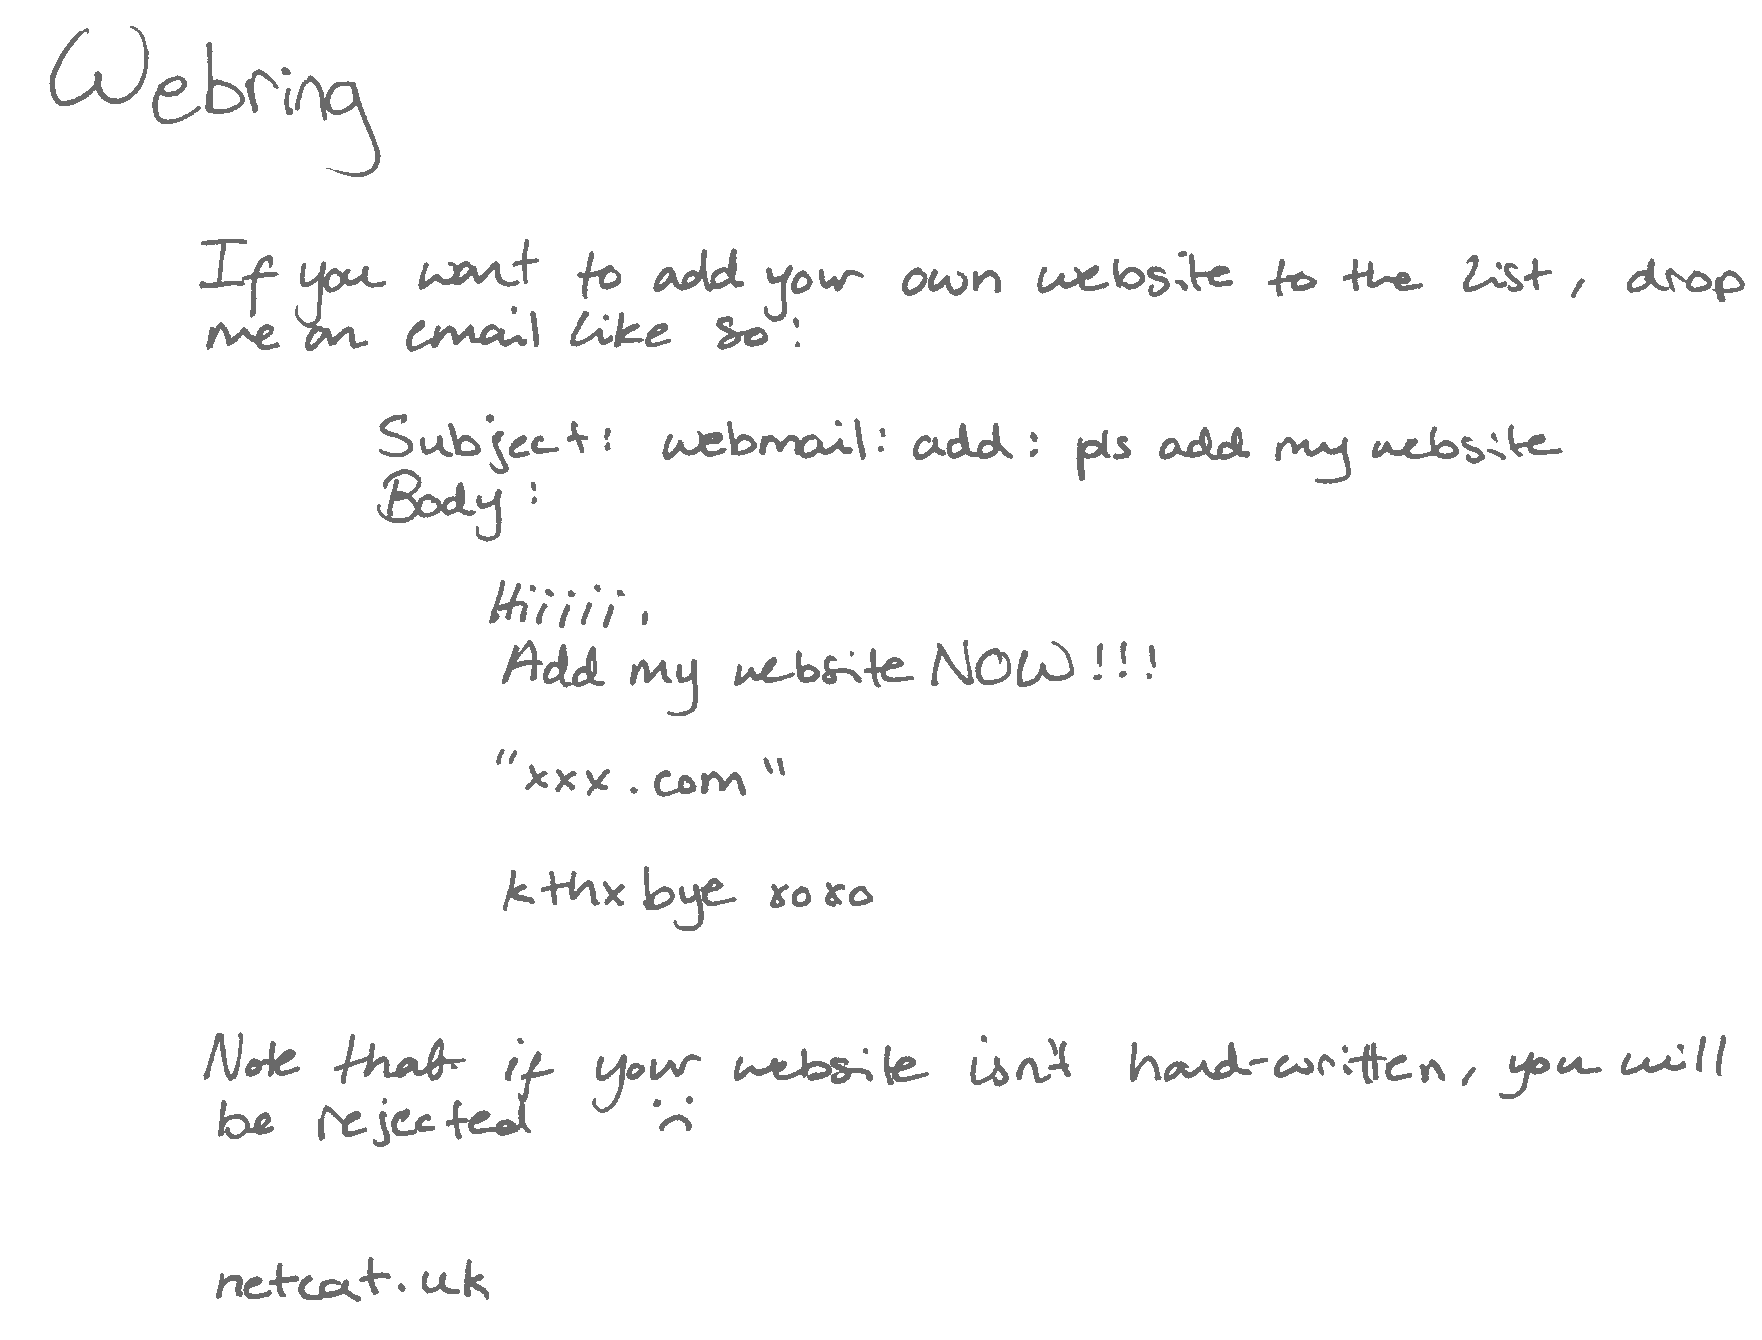 Webring
If you want to add your own website to the list, drop
me an email like so:
Subject: webmail: add: pls add my website
Body:
Hiiiii,
Add my website NOW!!!
"xxx.com"
kthxbye xoxo
Note that if your website isn't hand-written, you will
be rejected :(
netcat.uk